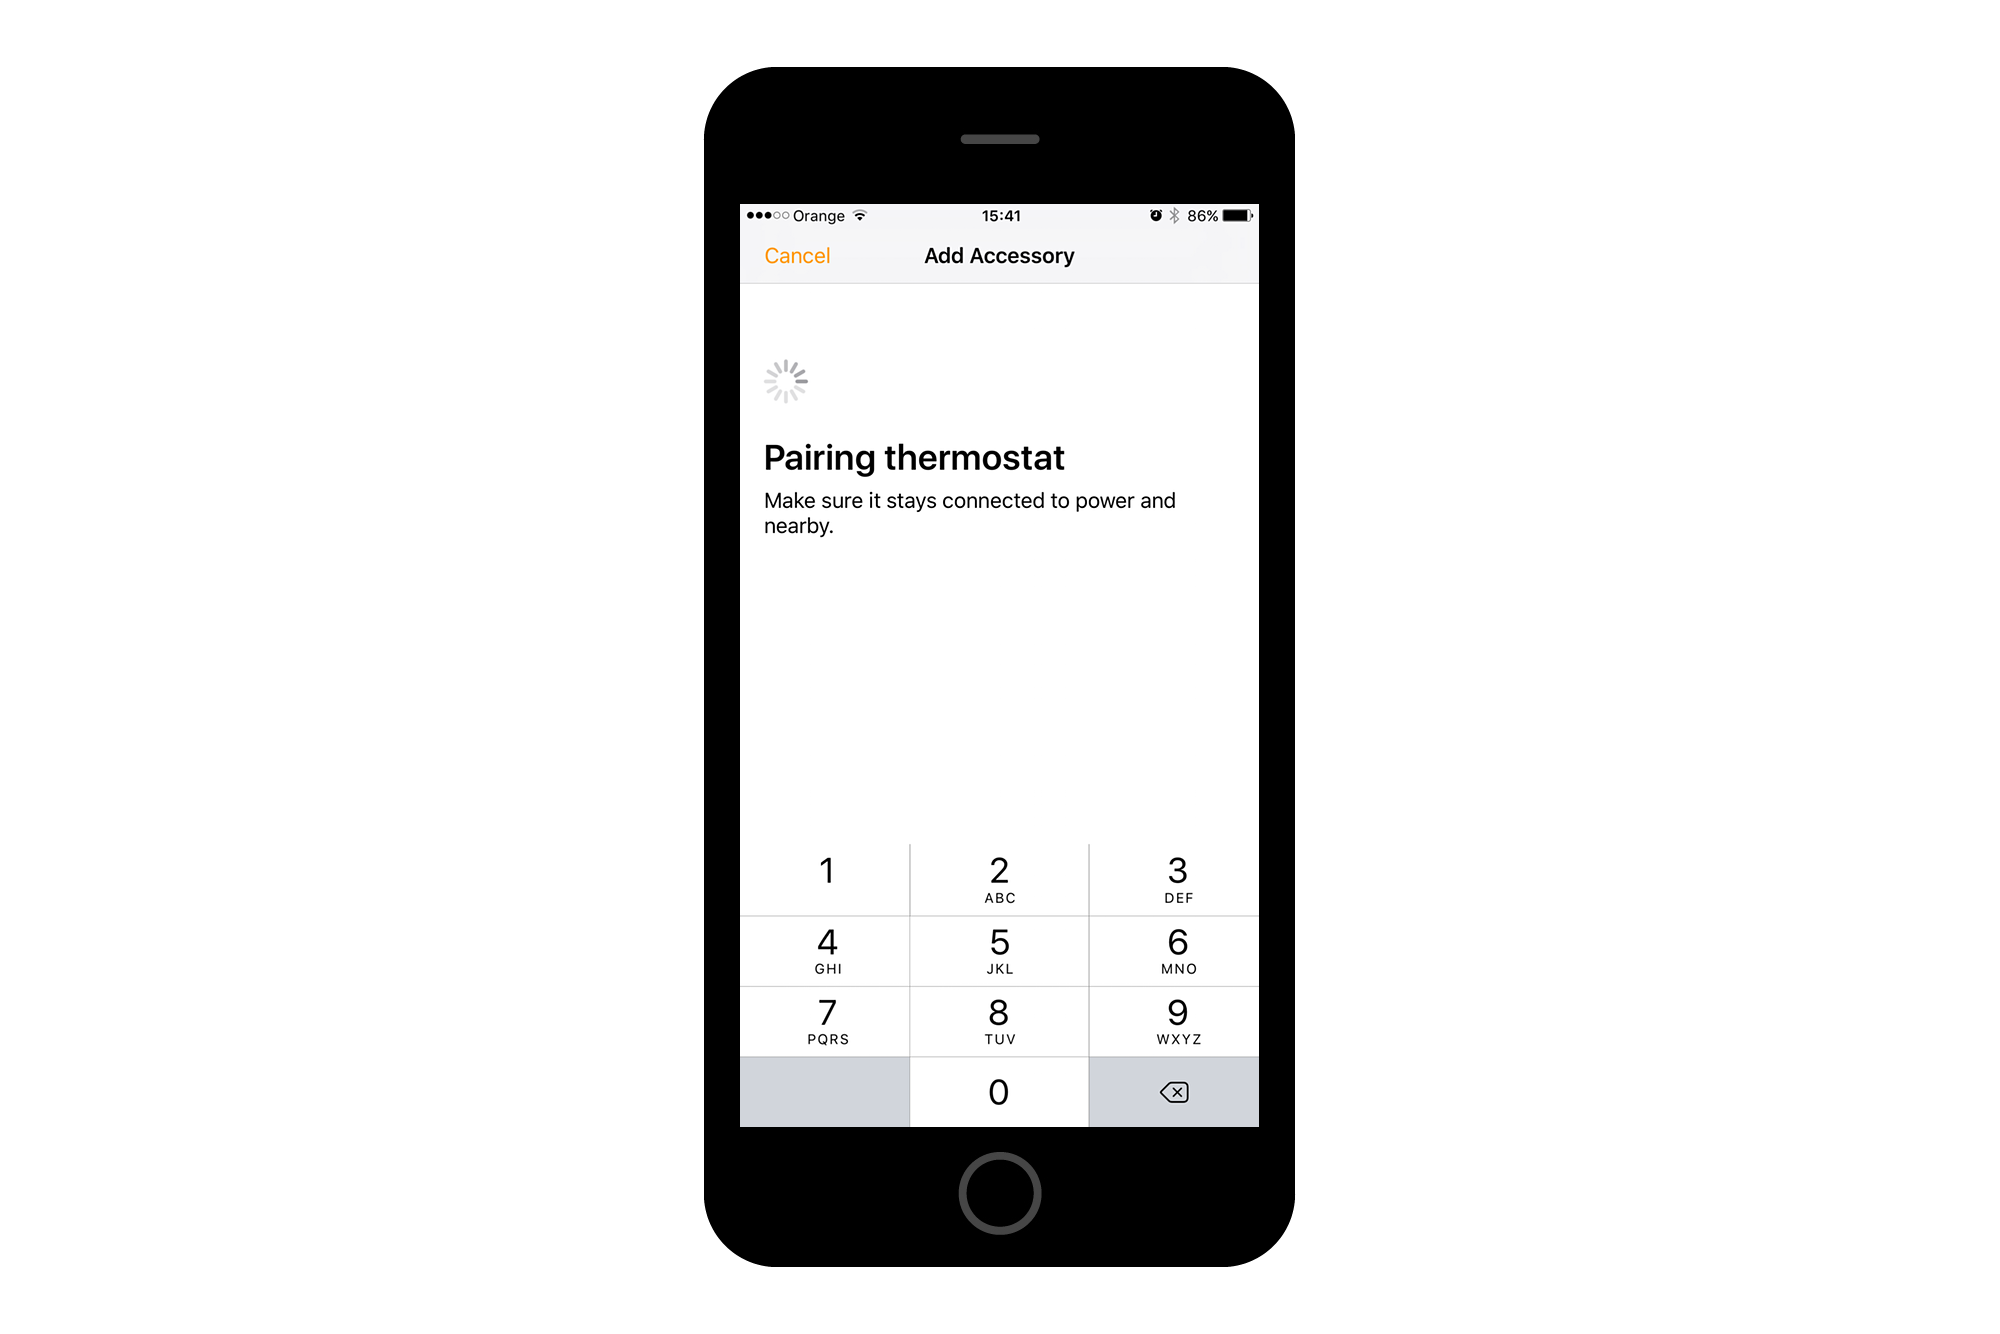 Orange 15:41 86%
Cancel Add Accessory
Pairing thermostat
Make sure it stays connected to power and
nearby.
1 2 3
ABC DEF
4 5 6
GHI JKL MNO
7 8 9
PQRS TUV WXYZ
0